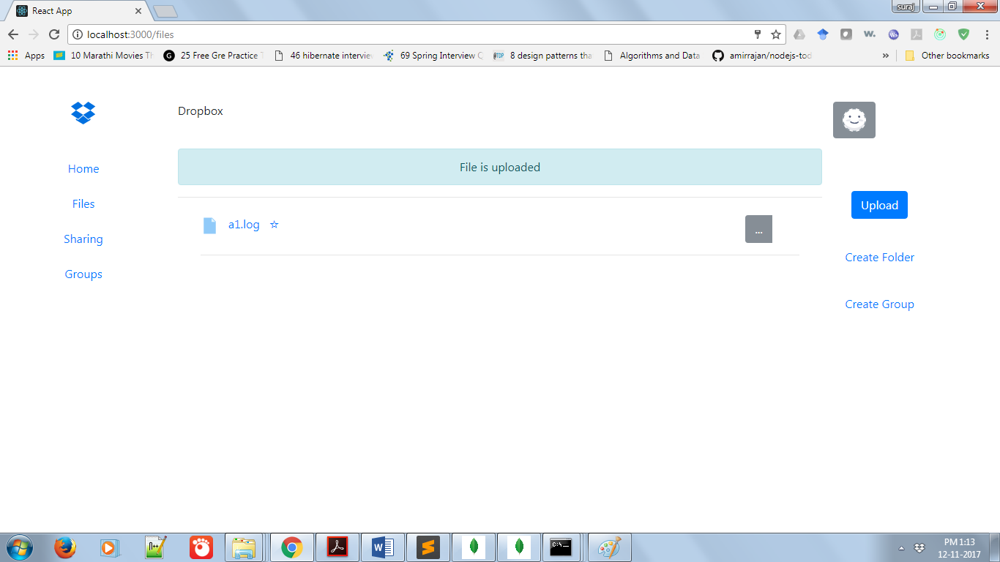 React App
suraj
localhost:3000/files
Apps
10 Marathi Movies Th
25 Free Gre Practice T
46 hibernate interview
69 Spring Interview Q
8 design patterns tha
Algorithms and Data
amirrajan/nodejs-tod
»
Other bookmarks
Dropbox
File is uploaded
Home
Upload
Files
a1.log ☆
...
Sharing
Create Folder
Groups
Create Group
PM 1:13
12-11-2017